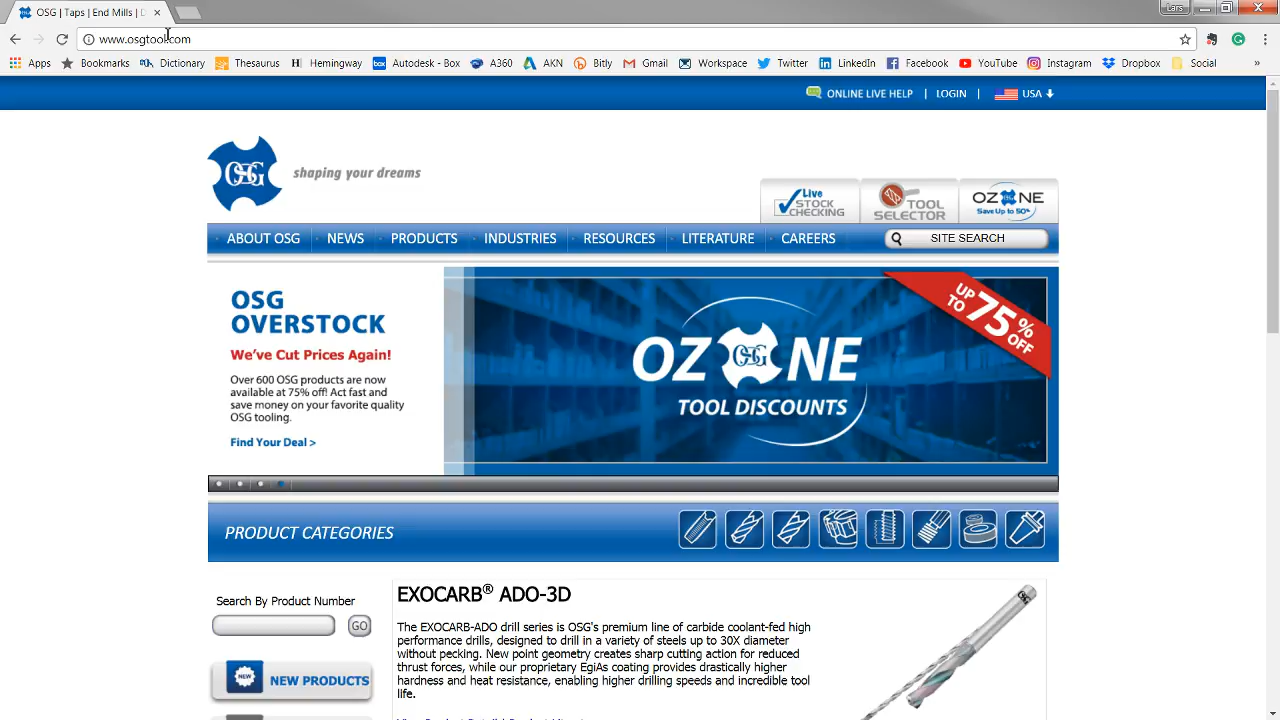 OSG | Taps | End Mills | D
Lars
www.osgtool.com
Apps Bookmarks Dictionary Thesaurus Hemingway Autodesk - Box A360 AKN Bitly Gmail Workspace Twitter LinkedIn Facebook YouTube Instagram Dropbox Social »
ONLINE LIVE HELP | LOGIN | USA
OSG shaping your dreams
Live STOCK CHECKING
TOOL SELECTOR
OZONE Save Up to 50%
ABOUT OSG NEWS PRODUCTS INDUSTRIES RESOURCES LITERATURE CAREERS SITE SEARCH
OSG
OVERSTOCK
We've Cut Prices Again!
Over 600 OSG products are now
available at 75% off! Act fast and
save money on your favorite quality
OSG tooling.
Find Your Deal >
OZONE
TOOL DISCOUNTS
UP TO 75% OFF
PRODUCT CATEGORIES
Search By Product Number
GO
NEW NEW PRODUCTS
EXOCARB® ADO-3D
The EXOCARB-ADO drill series is OSG's premium line of carbide coolant-fed high
performance drills, designed to drill in a variety of steels up to 30X diameter
without pecking. New point geometry creates sharp cutting action for reduced
thrust forces, while our proprietary EgiAs coating provides drastically higher
hardness and heat resistance, enabling higher drilling speeds and incredible tool
life.